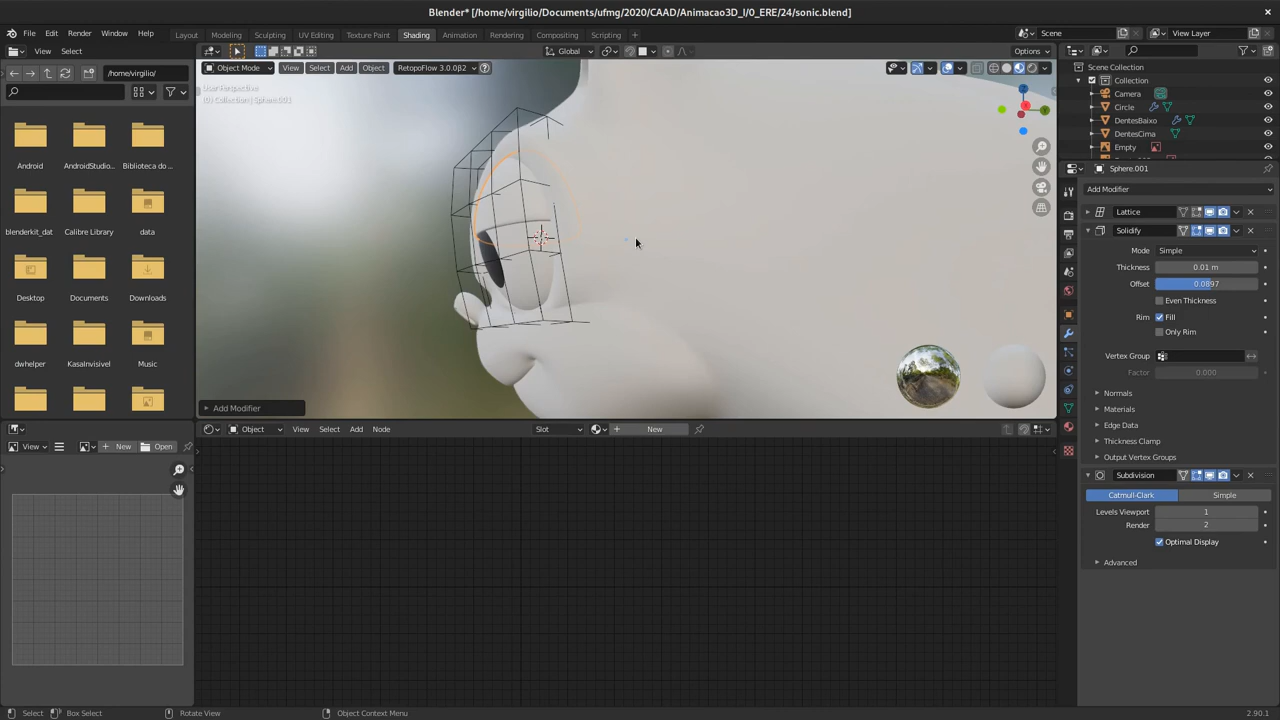 Blender* [/home/virgilio/Documents/ufmg/2020/CAAD/Animacao3D_I/0_ERE/24/sonic.blend]
File Edit Render Window Help
Layout Modeling Sculpting UV Editing Texture Paint Shading Animation Rendering Compositing Scripting +
Scene
View Layer
View Select
Global
Options
/home/virgilio/
Object Mode View Select Add Object RetopoFlow 3.0.0β2
User Perspective
(0) Collection | Sphere.001
Scene Collection
Collection
Camera
Circle
DentesBaixo
DentesCima
Empty
Sphere.001
Add Modifier
Lattice
Solidify
Mode Simple
Thickness 0.01 m
Offset 0.0897
Even Thickness
Rim Fill
Only Rim
Vertex Group
Factor 0.000
Normals
Materials
Edge Data
Thickness Clamp
Output Vertex Groups
Subdivision
Catmull-Clark Simple
Levels Viewport 1
Render 2
Optimal Display
Advanced
Android AndroidStudio... Biblioteca do ...
blenderkit_dat Calibre Library data
Desktop Documents Downloads
dwhelper KasaInvisivel Music
Add Modifier
View New Open
Object View Select Add Node Slot New
Select Box Select Rotate View Object Context Menu 2.90.1